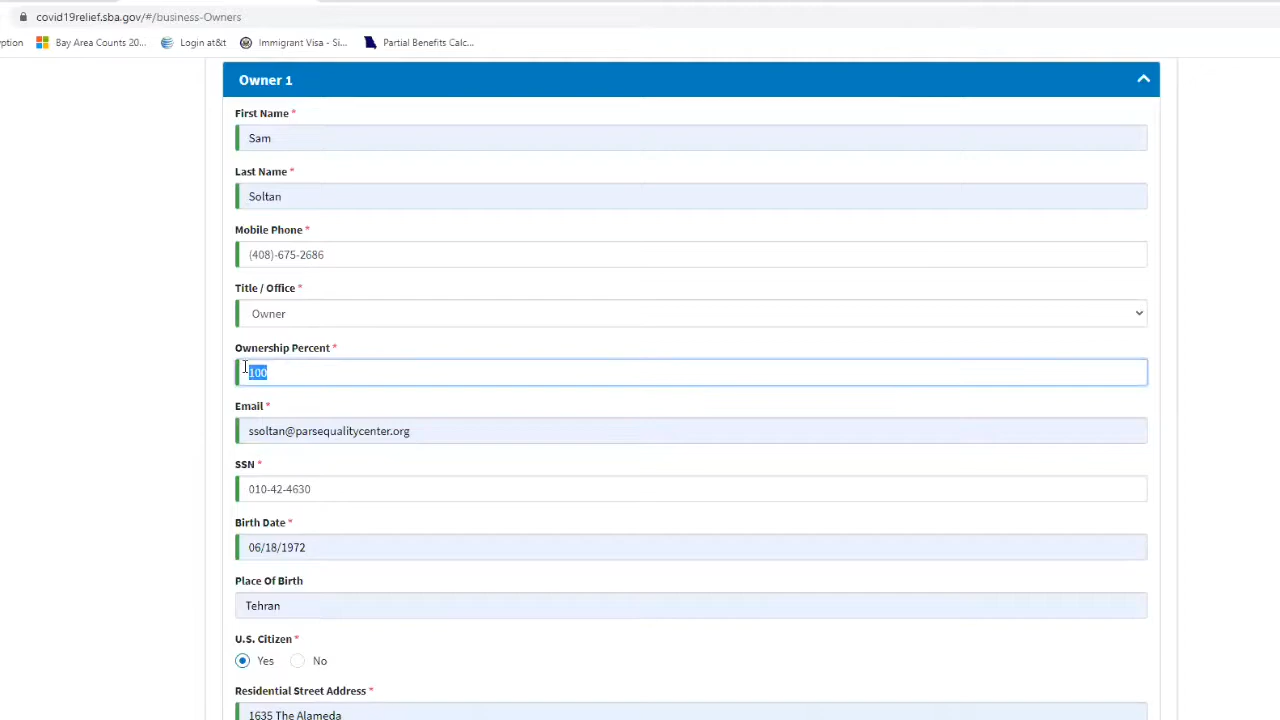 covid19relief.sba.gov/#/business-Owners
ption Bay Area Counts 20... Login at&t Immigrant Visa - Si... Partial Benefits Calc...
Owner 1
First Name *
Sam
Last Name *
Soltan
Mobile Phone *
(408)-675-2686
Title / Office *
Owner
Ownership Percent *
100
Email *
ssoltan@parsequalitycenter.org
SSN *
010-42-4630
Birth Date *
06/18/1972
Place Of Birth
Tehran
U.S. Citizen *
Yes No
Residential Street Address *
1635 The Alameda